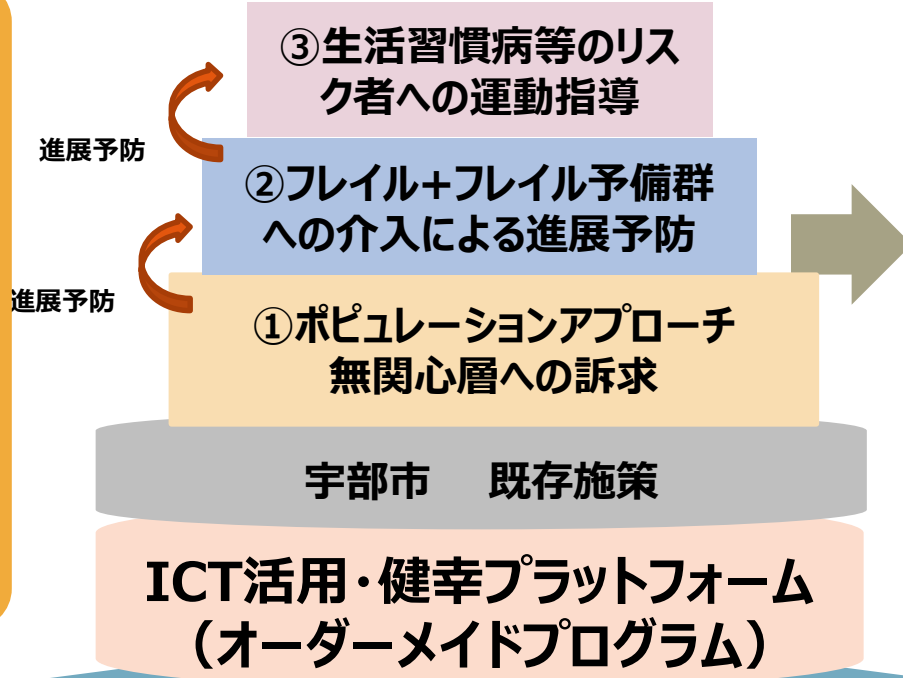 ③生活習慣病等のリス
ク者への運動指導
進展予防
②フレイル+フレイル予備群
への介入による進展予防
進展予防
①ポピュレーションアプローチ
無関心層への訴求
宇部市 既存施策
ICT活用・健幸プラットフォーム
（オーダーメイドプログラム）